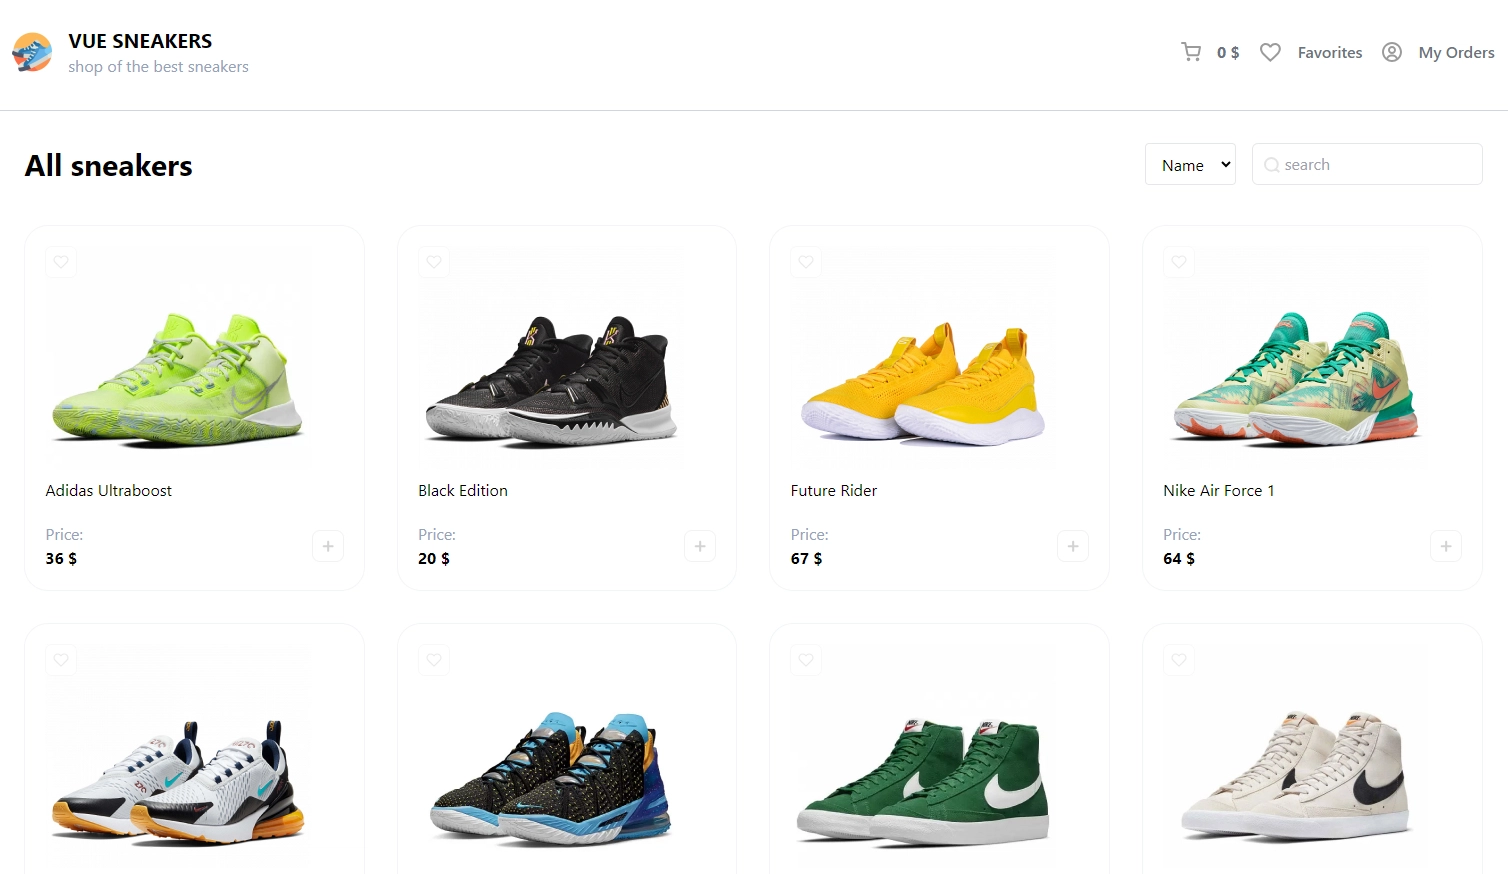 VUE SNEAKERS
shop of the best sneakers
0 $
Favorites
My Orders
All sneakers
Name
search
Adidas Ultraboost
Price:
36 $
Black Edition
Price:
20 $
Future Rider
Price:
67 $
Nike Air Force 1
Price:
64 $